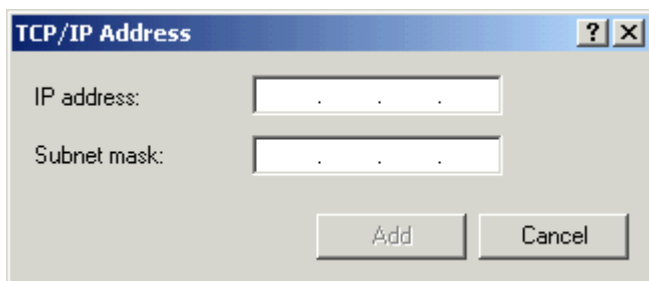 TCP/IP Address
IP address: . . .
Subnet mask: . . .
Add Cancel